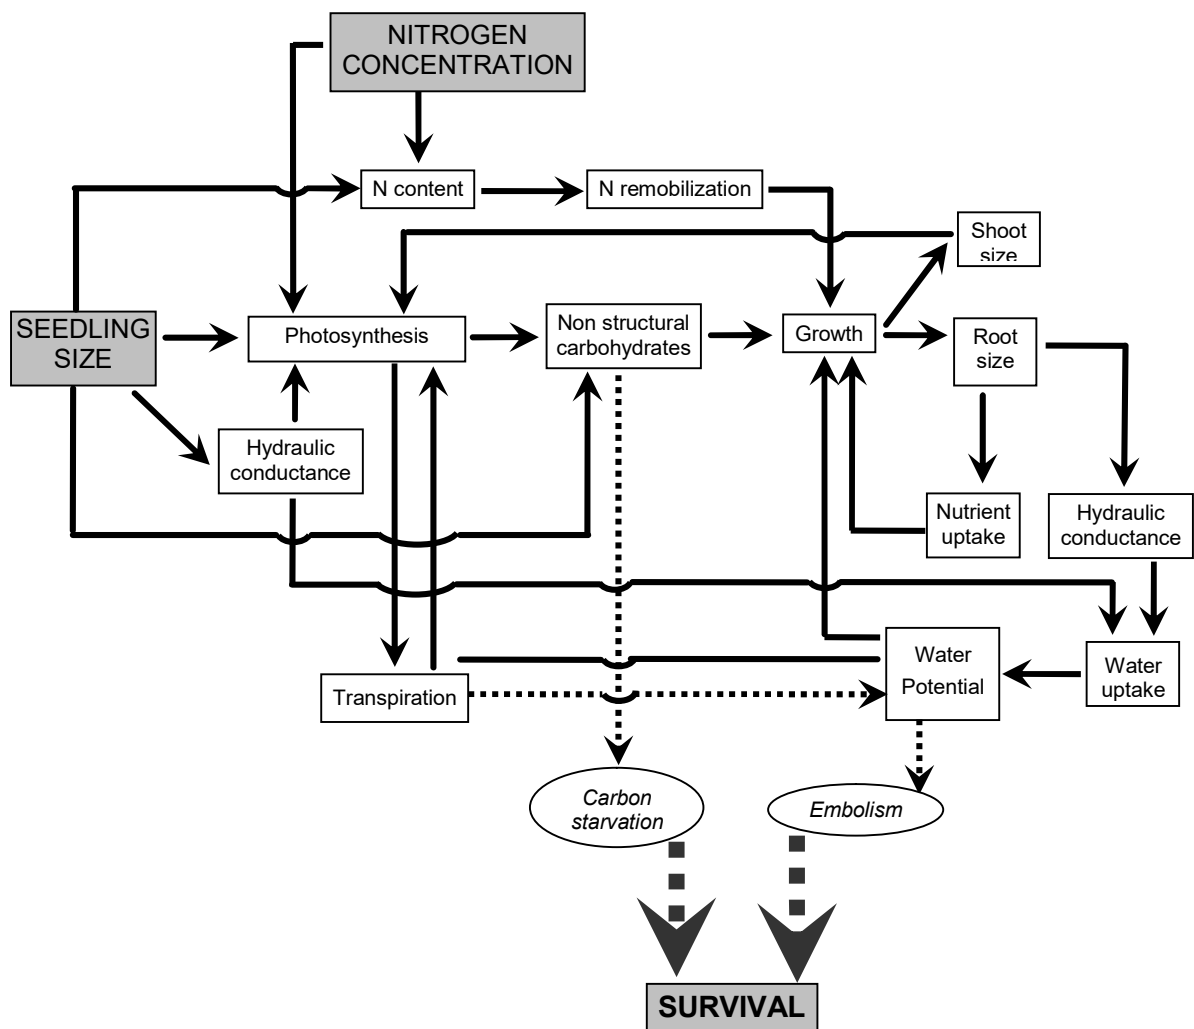 NITROGEN
CONCENTRATION
N content
N remobilization
Shoot
size
SEEDLING
SIZE
Photosynthesis
Non structural
carbohydrates
Growth
Root
size
Hydraulic
conductance
Nutrient
uptake
Hydraulic
conductance
Transpiration
Water
Potential
Water
uptake
Carbon
starvation
Embolism
SURVIVAL